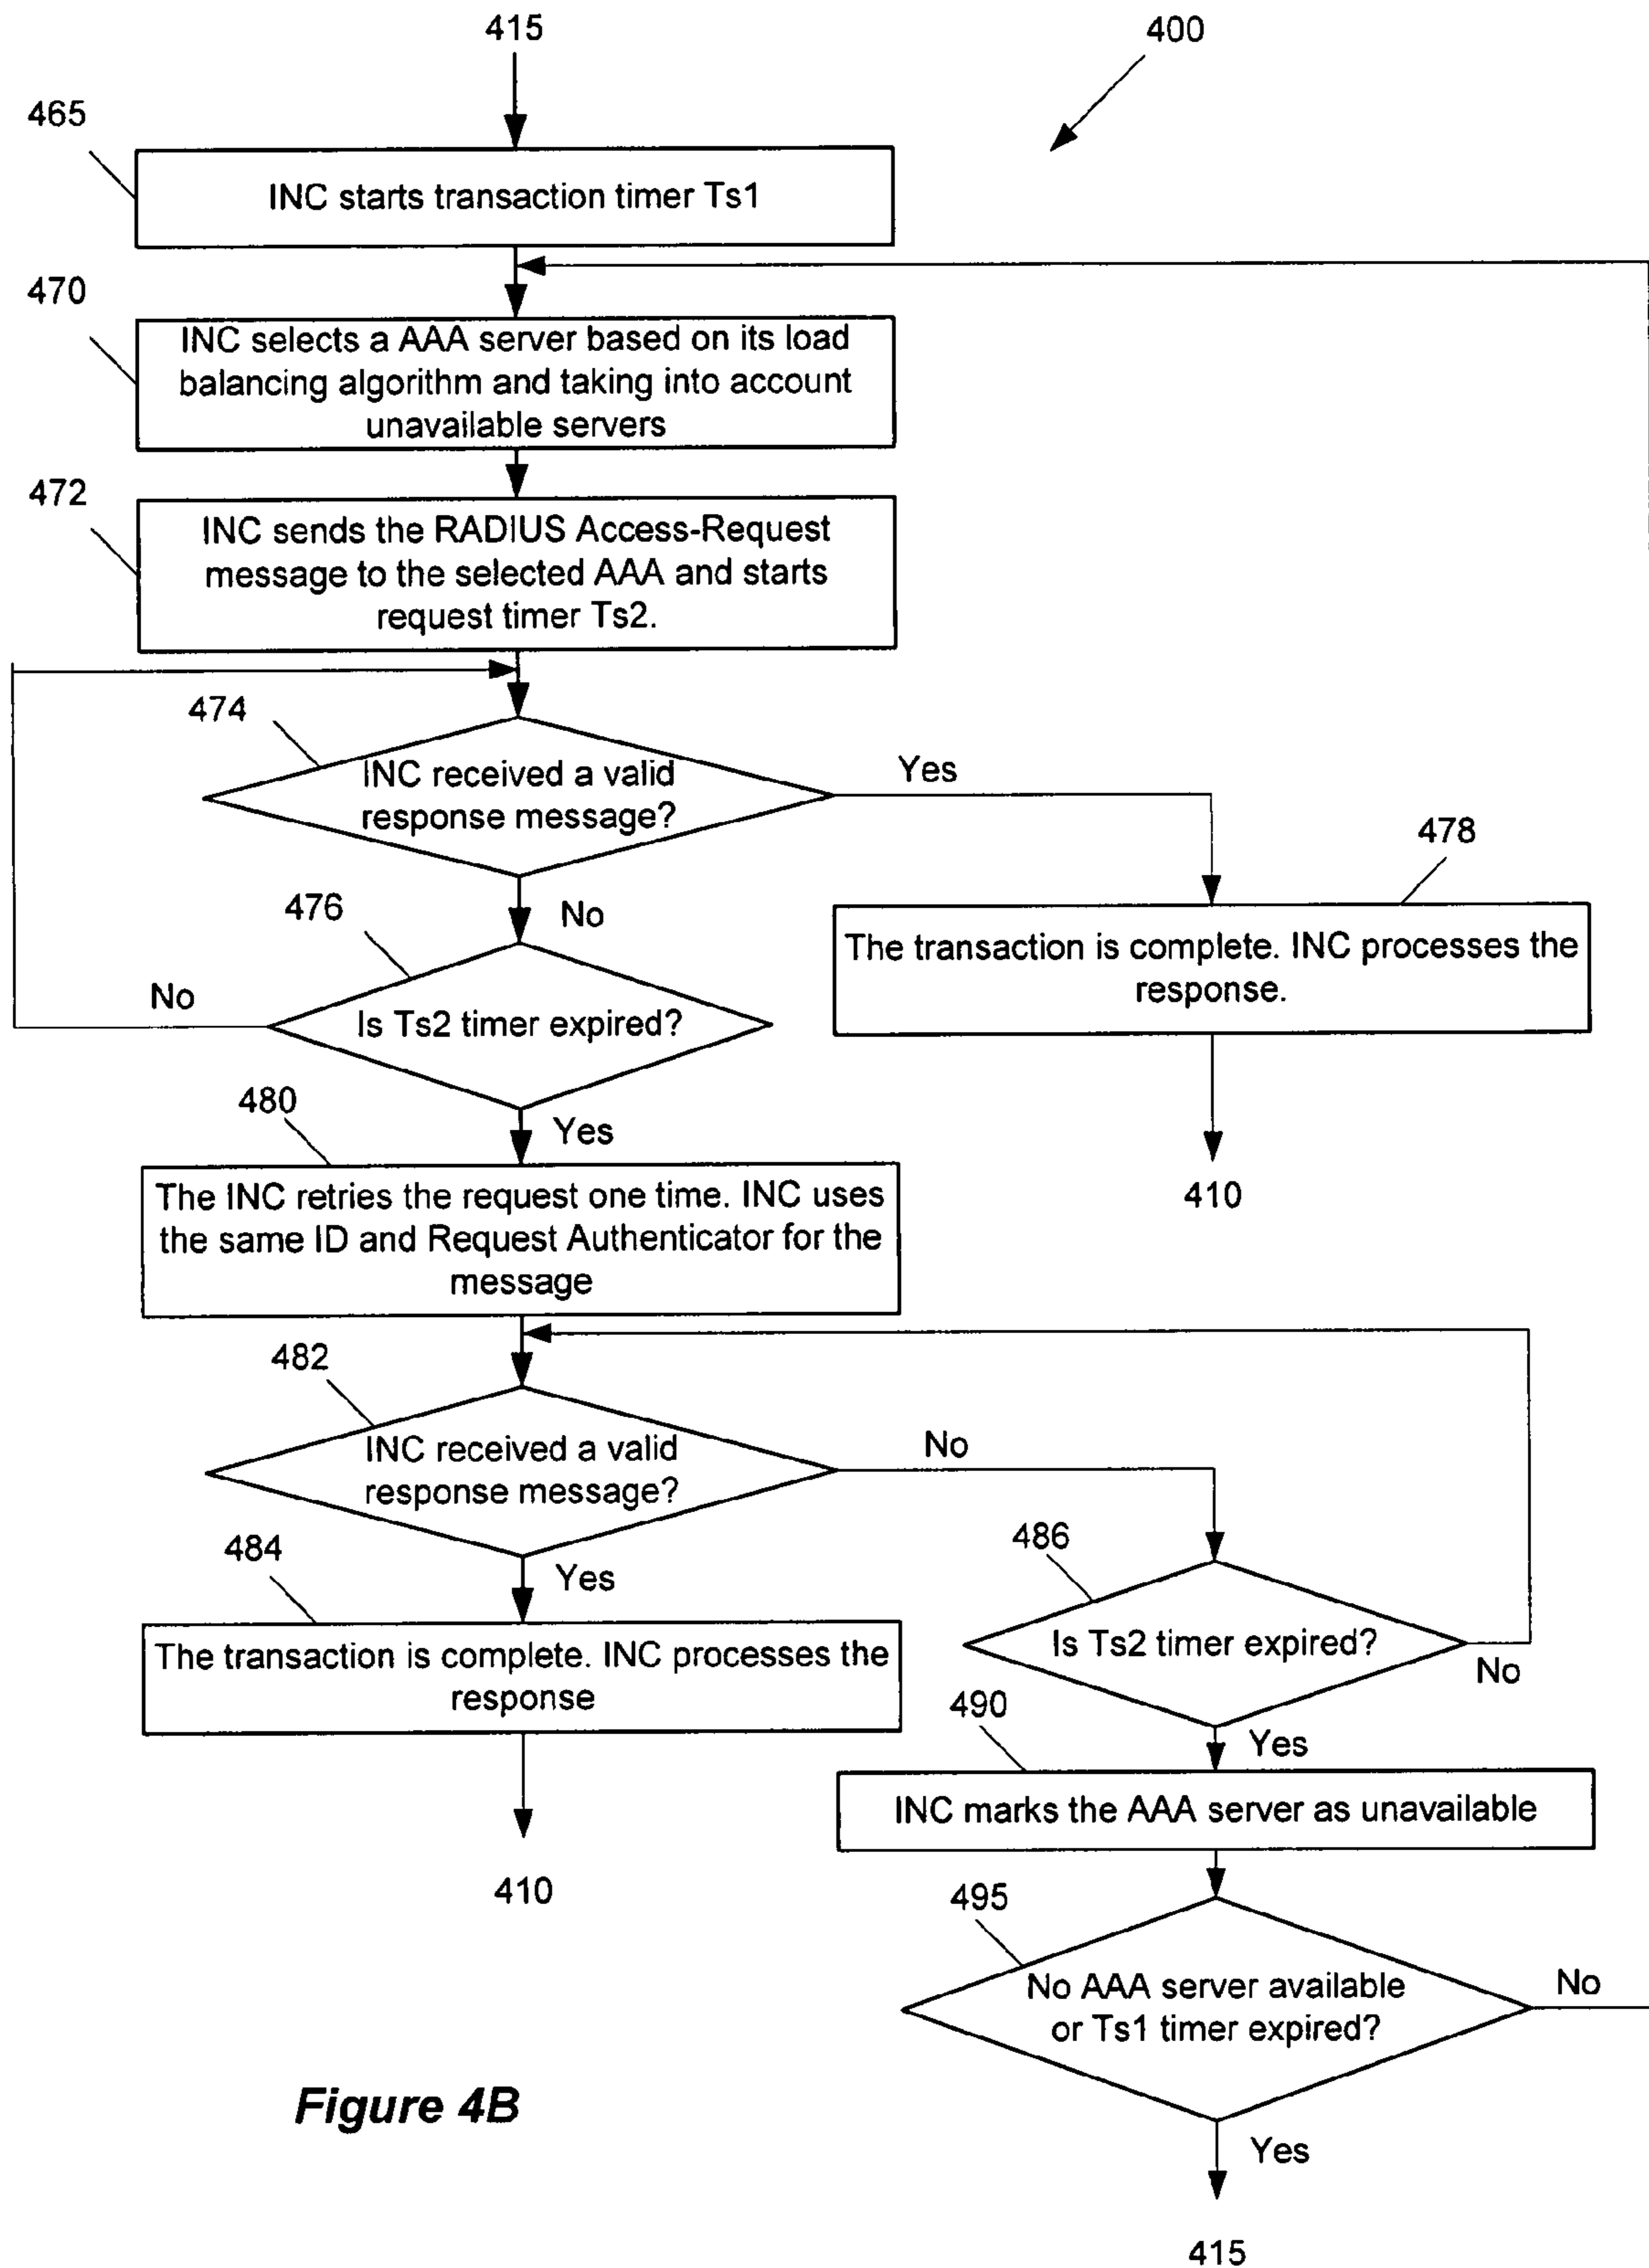 415
400
465
INC starts transaction timer Ts1
470
INC selects a AAA server based on its load
balancing algorithm and taking into account
unavailable servers
472
INC sends the RADIUS Access-Request
message to the selected AAA and starts
request timer Ts2.
474
INC received a valid
response message?
Yes
478
476
No
The transaction is complete. INC processes the
response.
No
Is Ts2 timer expired?
480
Yes
410
The INC retries the request one time. INC uses
the same ID and Request Authenticator for the
message
482
INC received a valid
response message?
No
484
Yes
486
The transaction is complete. INC processes the
response
Is Ts2 timer expired?
No
490
Yes
INC marks the AAA server as unavailable
410
495
No AAA server available
or Ts1 timer expired?
No
Figure 4B
Yes
415